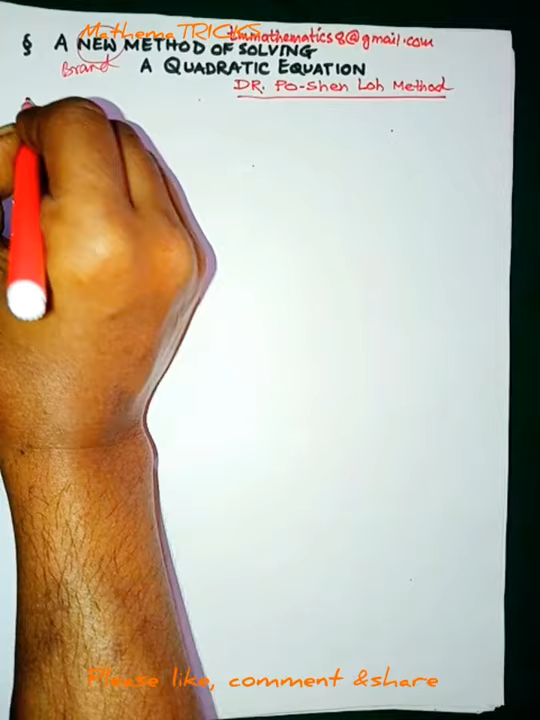 Mathema TRICKS
tmmathematics8@gmail.com
§ A NEW METHOD OF SOLVING
Brand A QUADRATIC EQUATION
DR. Po-Shen Loh Method
Please like, comment &share